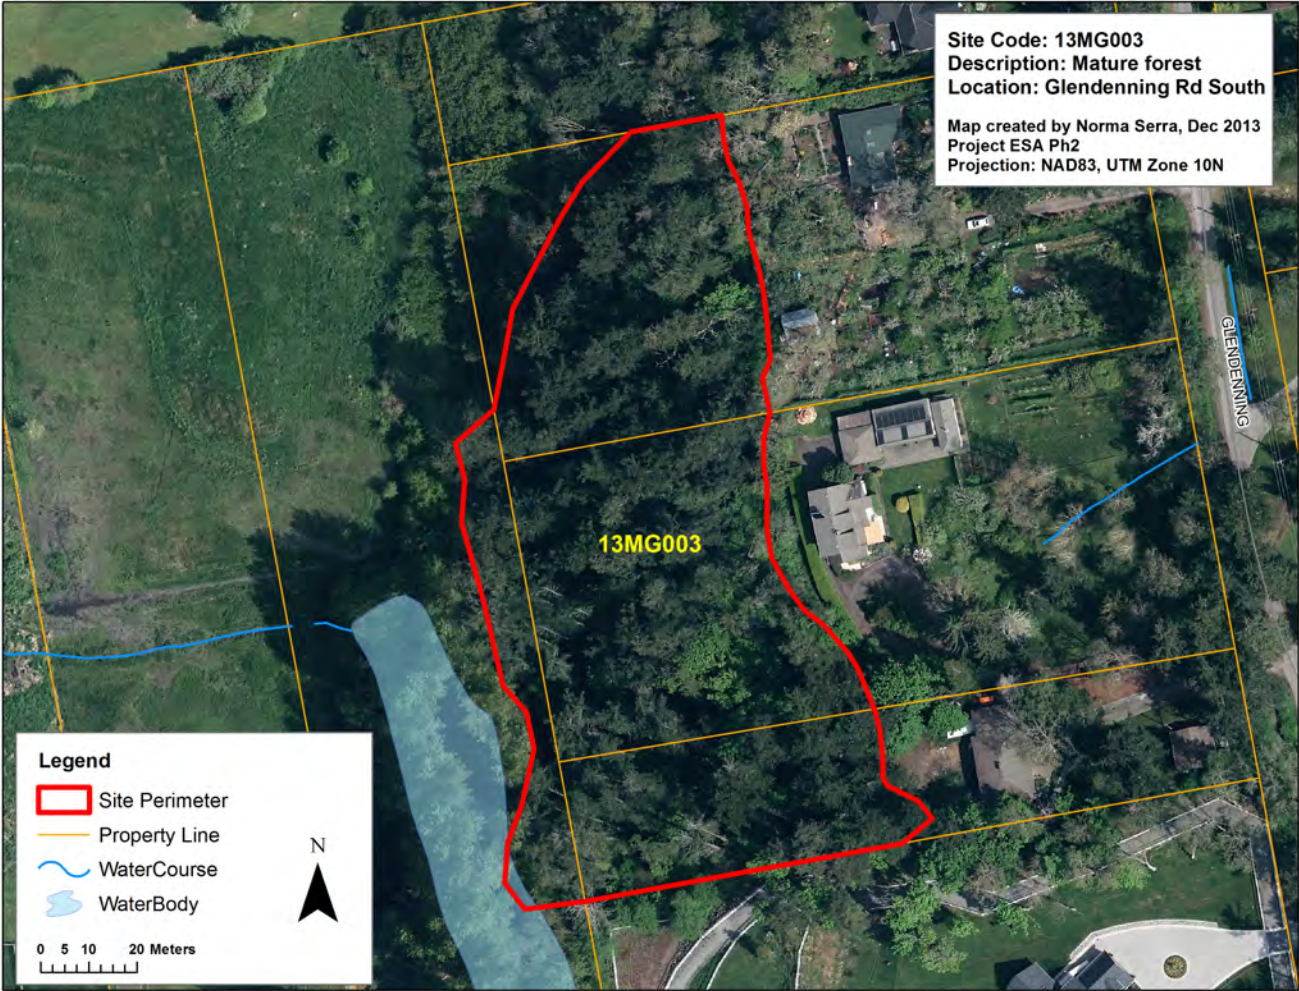 Site Code: 13MG003
Description: Mature forest
Location: Glendenning Rd South
Map created by Norma Serra, Dec 2013
Project ESA Ph2
Projection: NAD83, UTM Zone 10N
GLENDENNING
13MG003
Legend
Site Perimeter
Property Line
WaterCourse
WaterBody
N
0 5 10 20 Meters